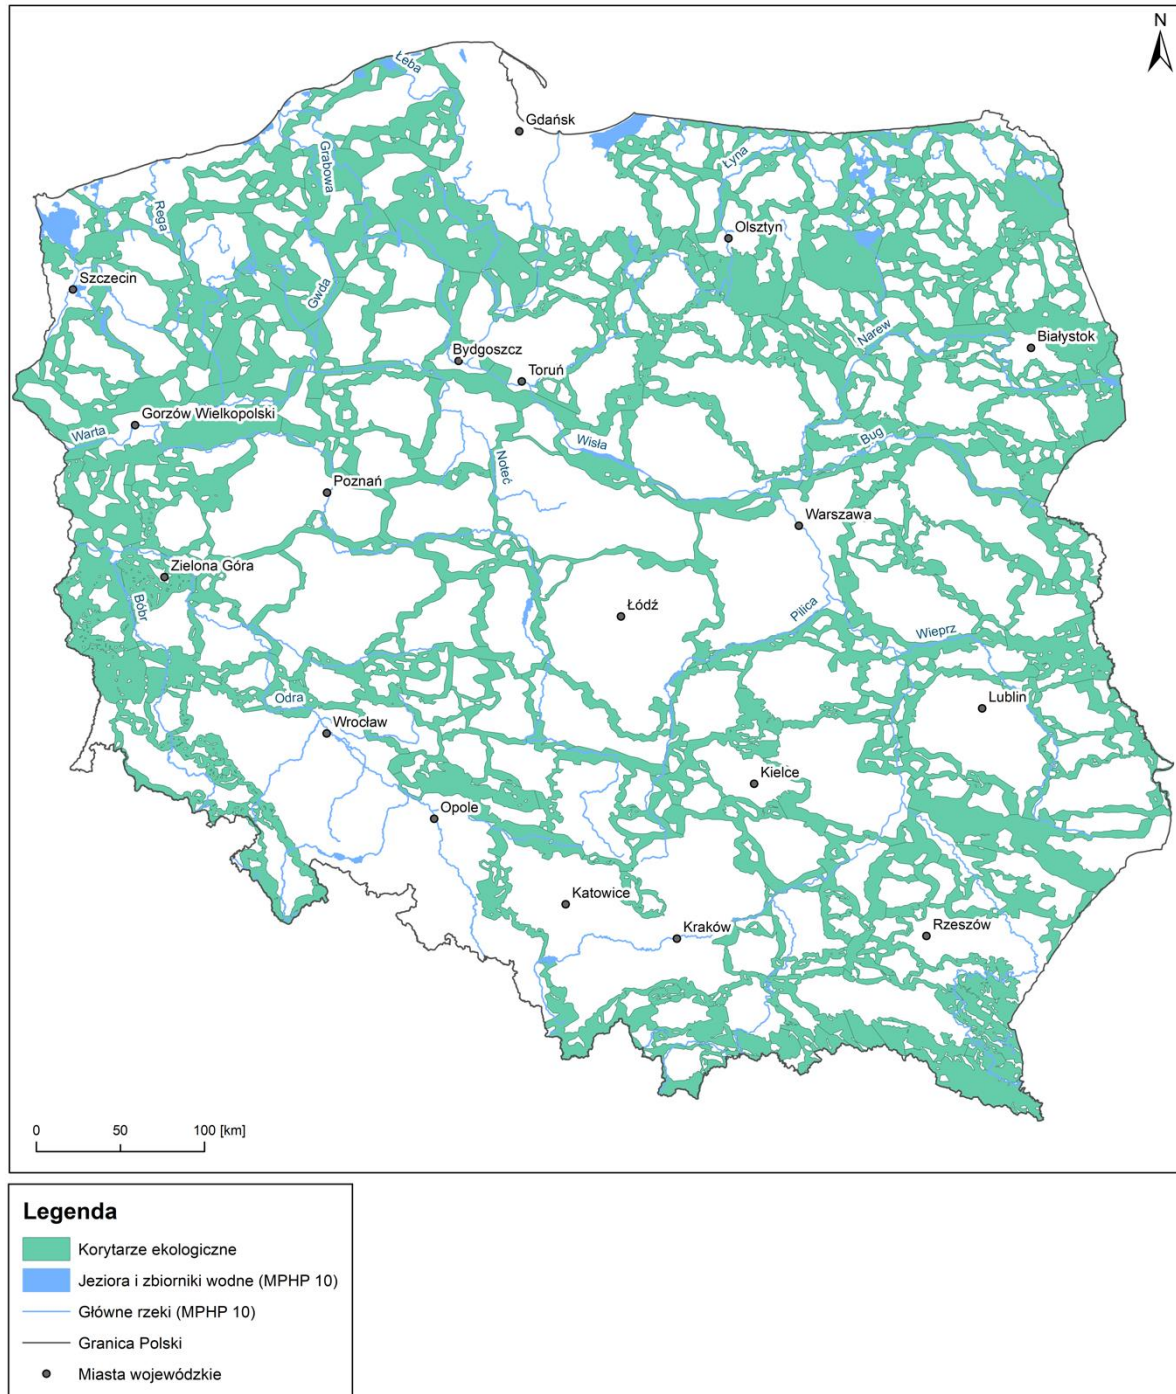 N
Łeba
Gdańsk
Grabowa
Łyna
Rega
Olsztyn
Szczecin
Gwda
Narew
Białystok
Bydgoszcz
Toruń
Gorzów Wielkopolski
Warta
Wisła
Bug
Noteć
Poznań
Warszawa
Zielona Góra
Bóbr
Łódź
Pilica
Wieprz
Odra
Lublin
Wrocław
Kielce
Opole
Katowice
Kraków
Rzeszów
0 50 100 [km]
Legenda
Korytarze ekologiczne
Jeziora i zbiorniki wodne (MPHP 10)
Główne rzeki (MPHP 10)
Granica Polski
Miasta wojewódzkie